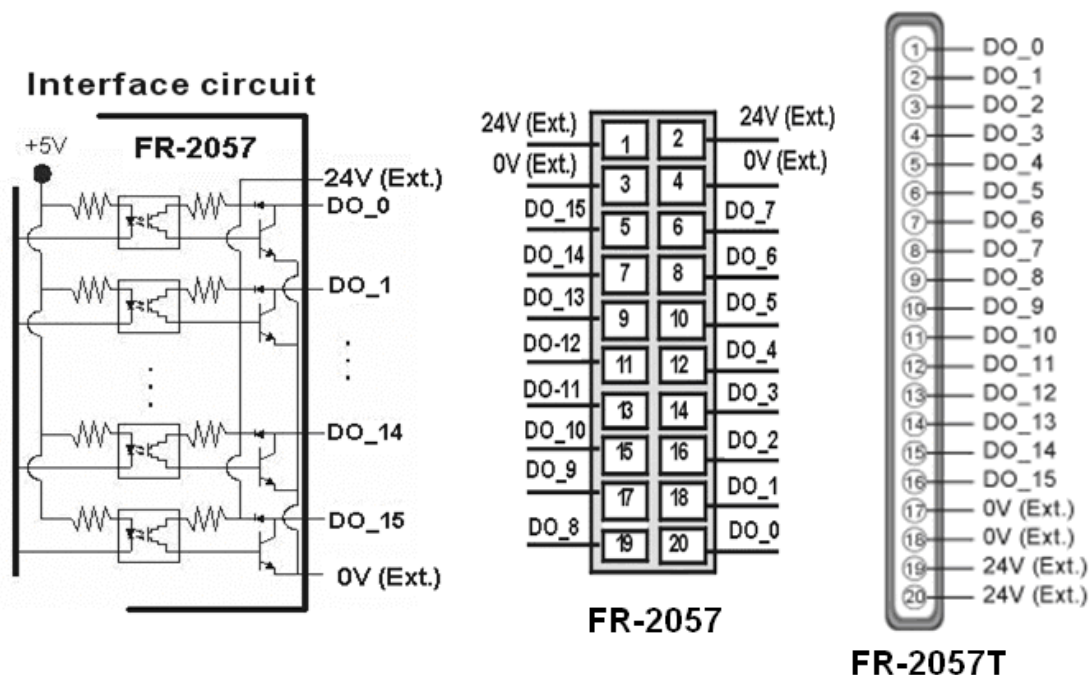 Interface circuit
FR-2057
+5V
24V (Ext.)
DO_0
DO_1
DO_14
DO_15
0V (Ext.)
24V (Ext.) 1 2 24V (Ext.)
0V (Ext.) 3 4 0V (Ext.)
DO_15 5 6 DO_7
DO_14 7 8 DO_6
DO_13 9 10 DO_5
DO-12 11 12 DO_4
DO-11 13 14 DO_3
DO_10 15 16 DO_2
DO_9 17 18 DO_1
DO_8 19 20 DO_0
FR-2057
1 DO_0
2 DO_1
3 DO_2
4 DO_3
5 DO_4
6 DO_5
7 DO_6
8 DO_7
9 DO_8
10 DO_9
11 DO_10
12 DO_11
13 DO_12
14 DO_13
15 DO_14
16 DO_15
17 0V (Ext.)
18 0V (Ext.)
19 24V (Ext.)
20 24V (Ext.)
FR-2057T